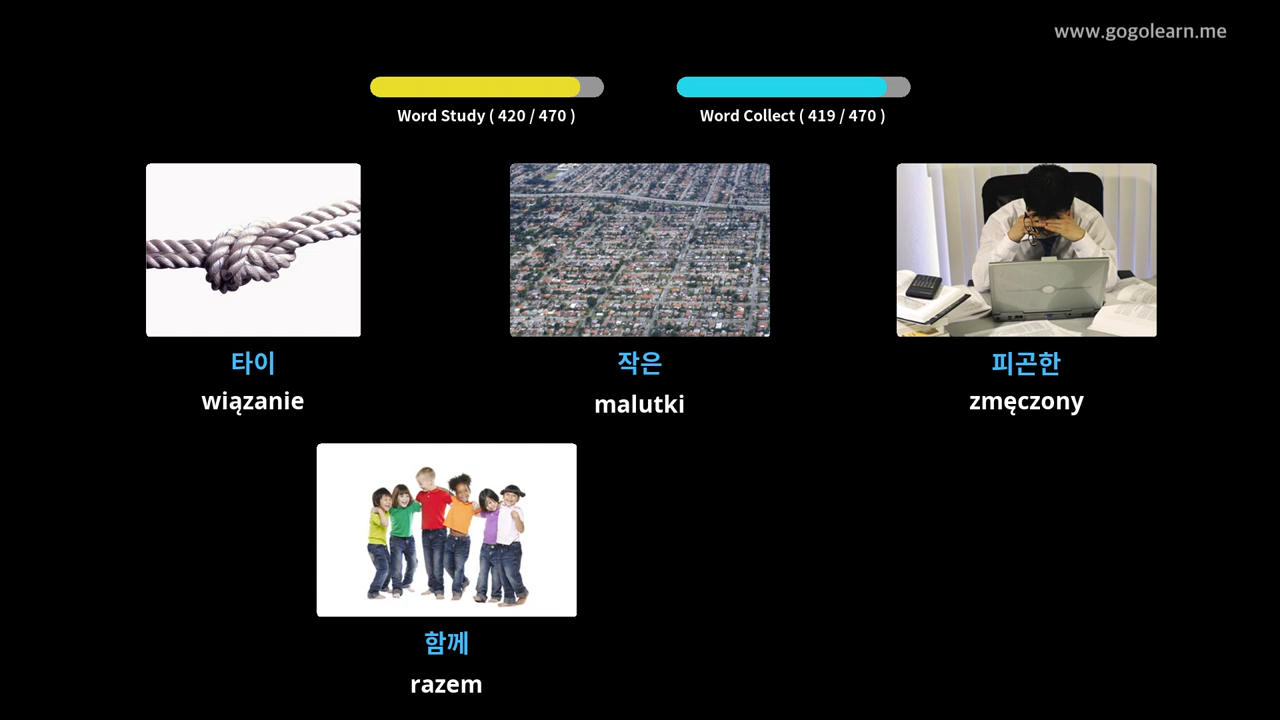 www.gogolearn.me
Word Study ( 420 / 470 )
Word Collect ( 419 / 470 )
타이
wiązanie
작은
malutki
피곤한
zmęczony
함께
razem